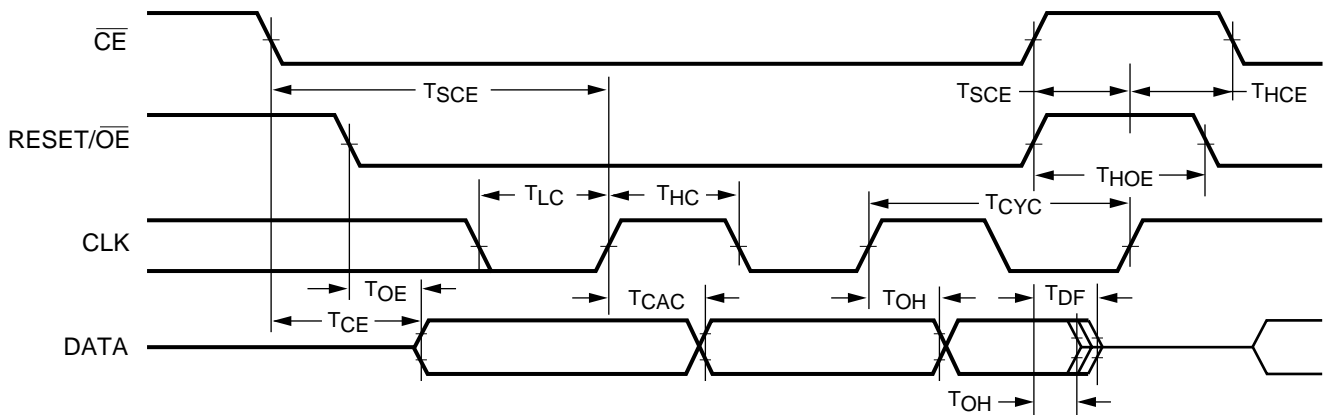 CE
TSCE
TSCE
THCE
RESET/OE
THOE
TLC
THC
TCYC
CLK
TOE
TCAC
TOH
TDF
TCE
DATA
TOH